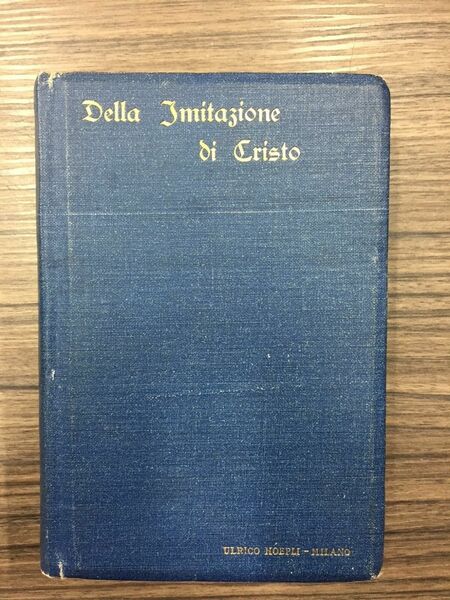 Della Imitazione
di Cristo
ULRICO HOEPLI - MILANO